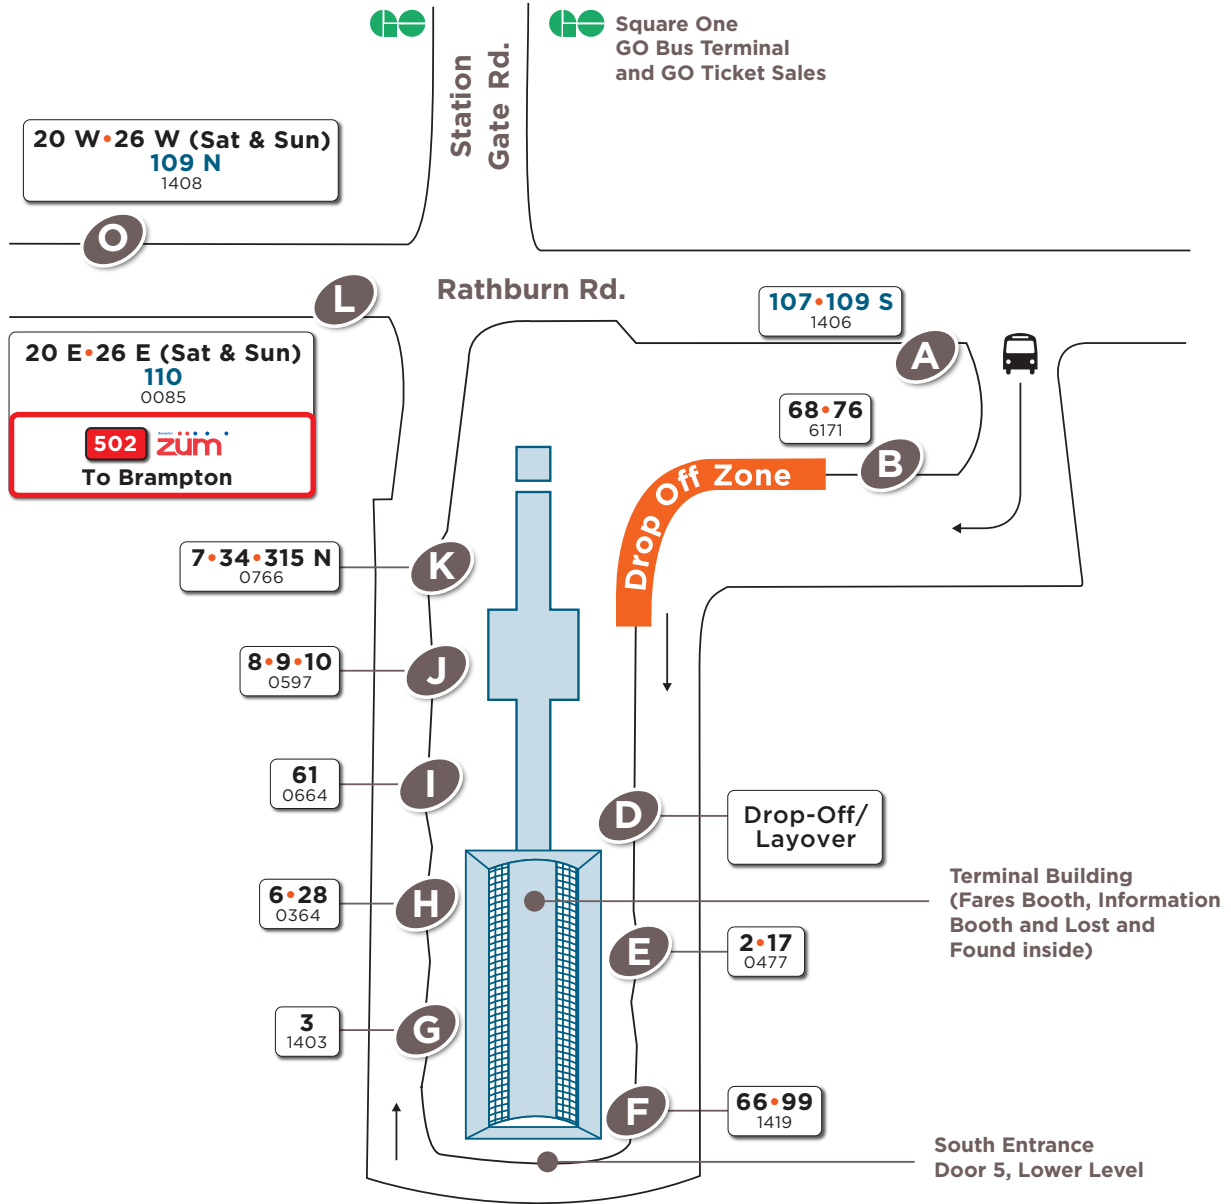 GO
GO
Square One
GO Bus Terminal
and GO Ticket Sales
Station
Gate Rd.
20 W•26 W (Sat & Sun)
109 N
1408
O
L
Rathburn Rd.
107•109 S
1406
A
20 E•26 E (Sat & Sun)
110
0085
502 züm
To Brampton
68•76
6171
B
Drop Off Zone
7•34•315 N
0766
K
8•9•10
0597
J
61
0664
I
D
Drop-Off/
Layover
6•28
0364
H
Terminal Building
(Fares Booth, Information
Booth and Lost and
Found inside)
E
2•17
0477
3
1403
G
F
66•99
1419
South Entrance
Door 5, Lower Level